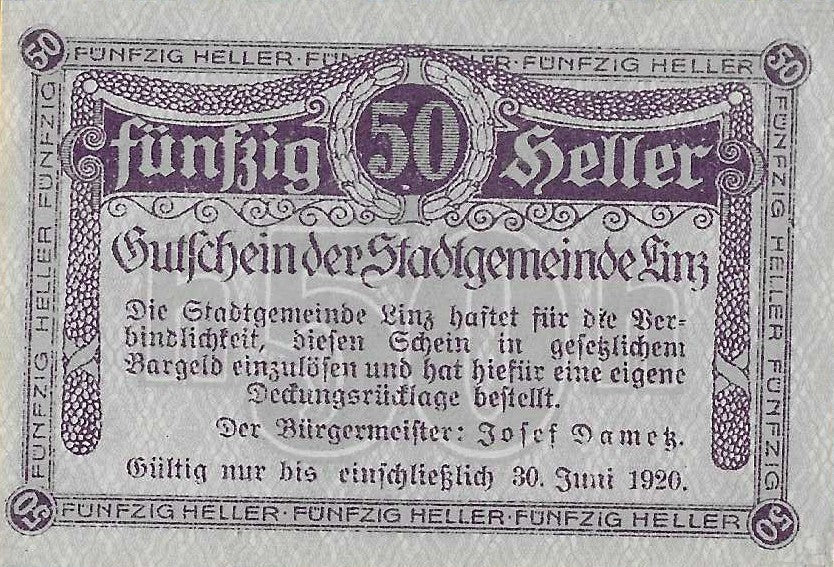 50
FÜNFZIG HELLER · FÜN
ER · FÜNFZIG HELLER
50
FÜNFZIG HELLER FÜNFZIG
fünfzig 50 Heller
Gutschein der Stadtgemeinde Linz
Die Stadtgemeinde Linz haftet für die Ver-
bindlichkeit, diesen Schein in gesetzlichem
Bargeld einzulösen und hat hiefür eine eigene
Deckungsrücklage bestellt.
Der Bürgermeister: Josef Dametz.
Gültig nur bis einschließlich 30. Juni 1920.
h 50 h
FÜNFZIG HELLER FÜNFZIG
50
FÜNFZIG HELLER · FÜNFZIG HELLER · FÜNFZIG HELLER
50